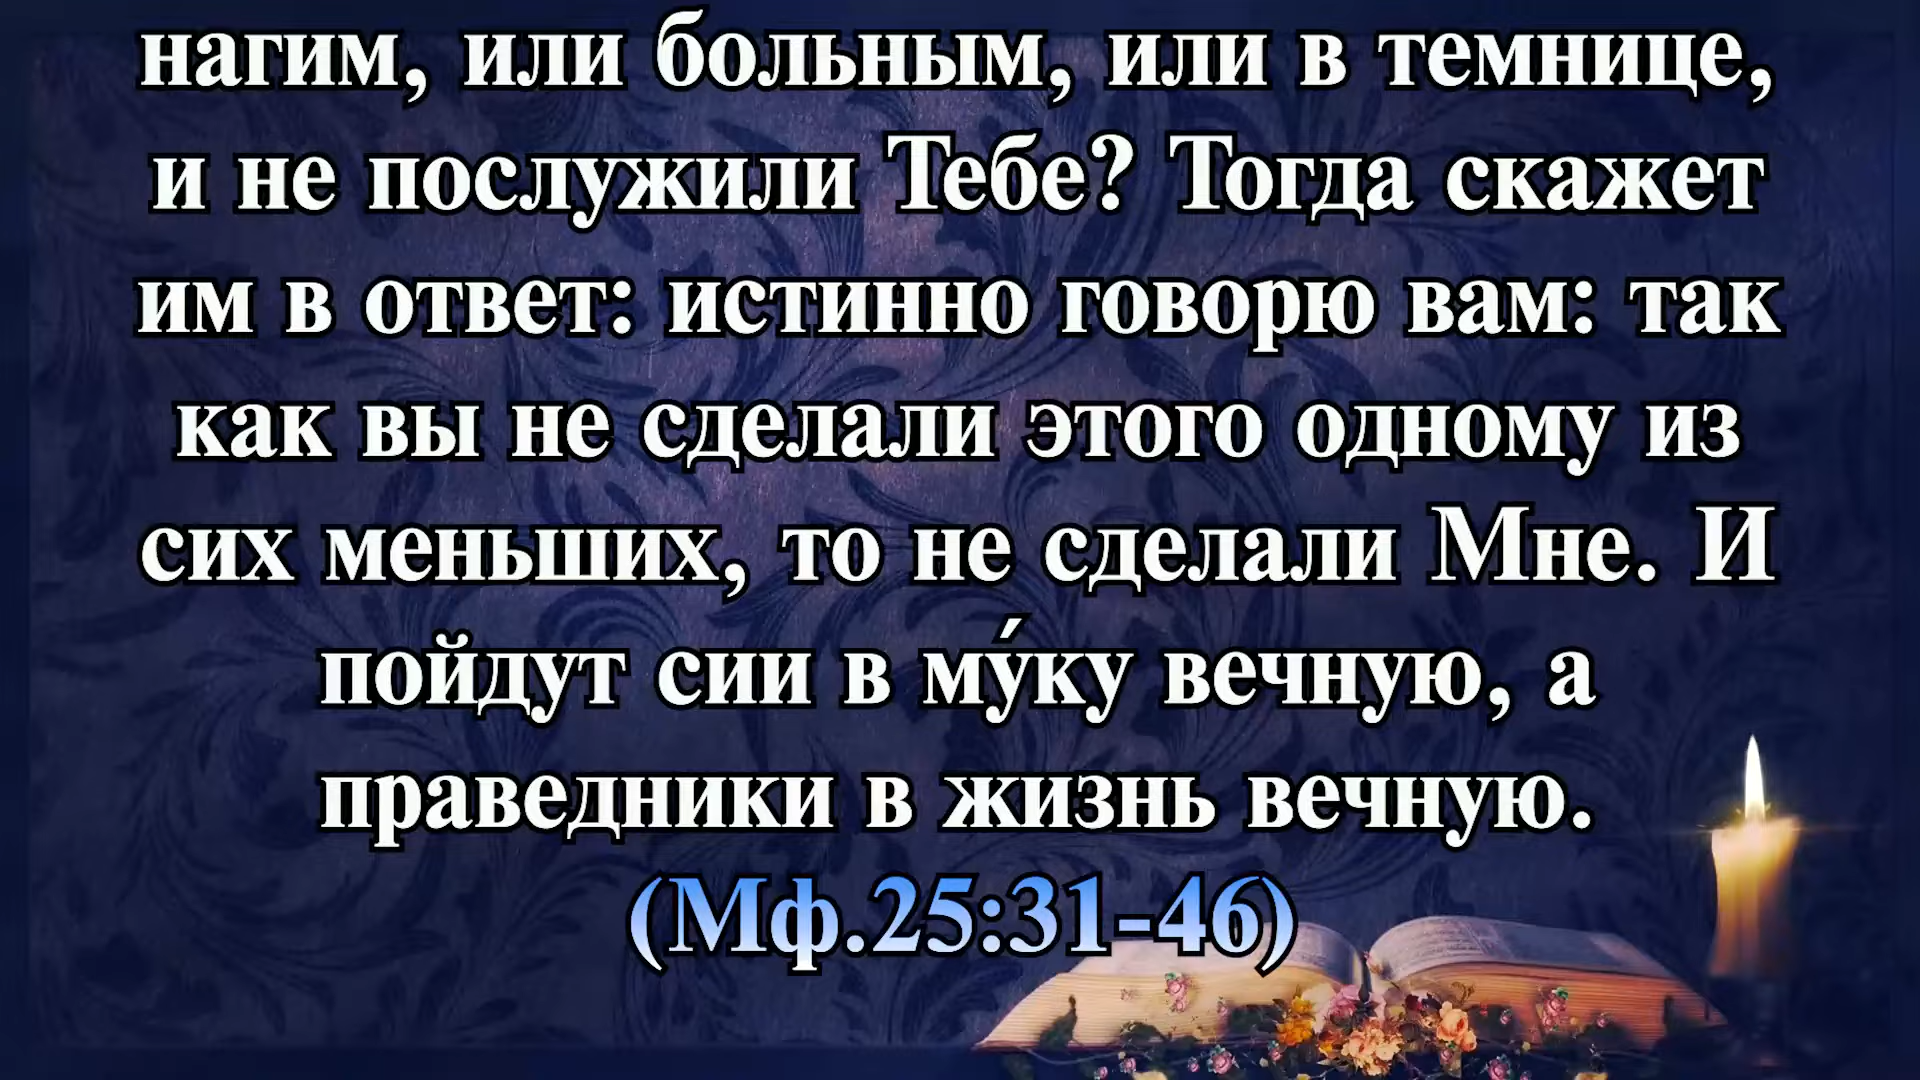 нагим, или больным, или в темнице,
и не послужили Тебе? Тогда скажет
им в ответ: истинно говорю вам: так
как вы не сделали этого одному из
сих меньших, то не сделали Мне. И
пойдут сии в му́ку вечную, а
праведники в жизнь вечную.
(Мф.25:31-46)